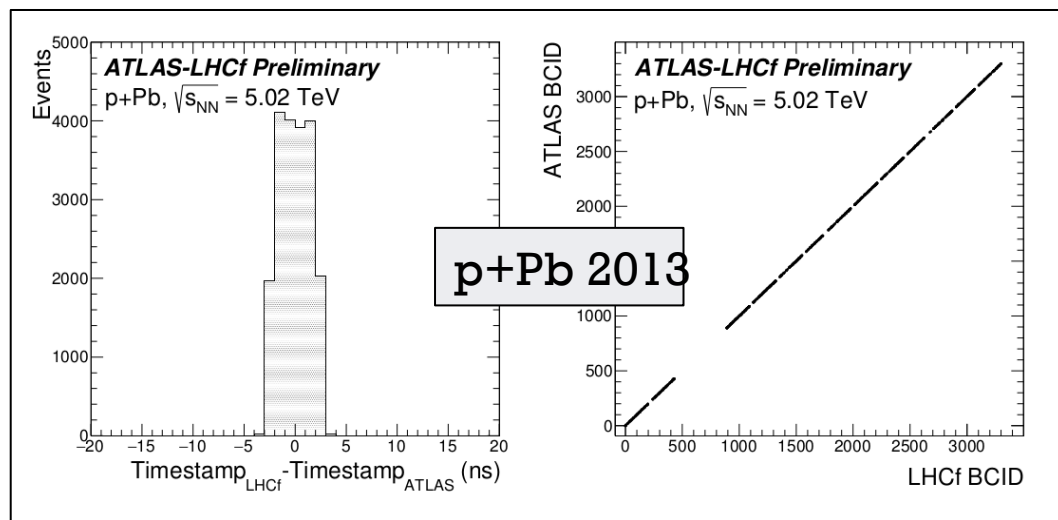 ATLAS-LHCf Preliminary
p+Pb, √sNN = 5.02 TeV
Events
5000
4000
3000
2000
1000
0
−20 −15 −10 −5 0 5 10 15 20
TimestampLHCf-TimestampATLAS (ns)
p+Pb 2013
ATLAS-LHCf Preliminary
p+Pb, √sNN = 5.02 TeV
ATLAS BCID
3000
2500
2000
1000
500
0
0 500 1000 1500 2000 2500 3000
LHCf BCID